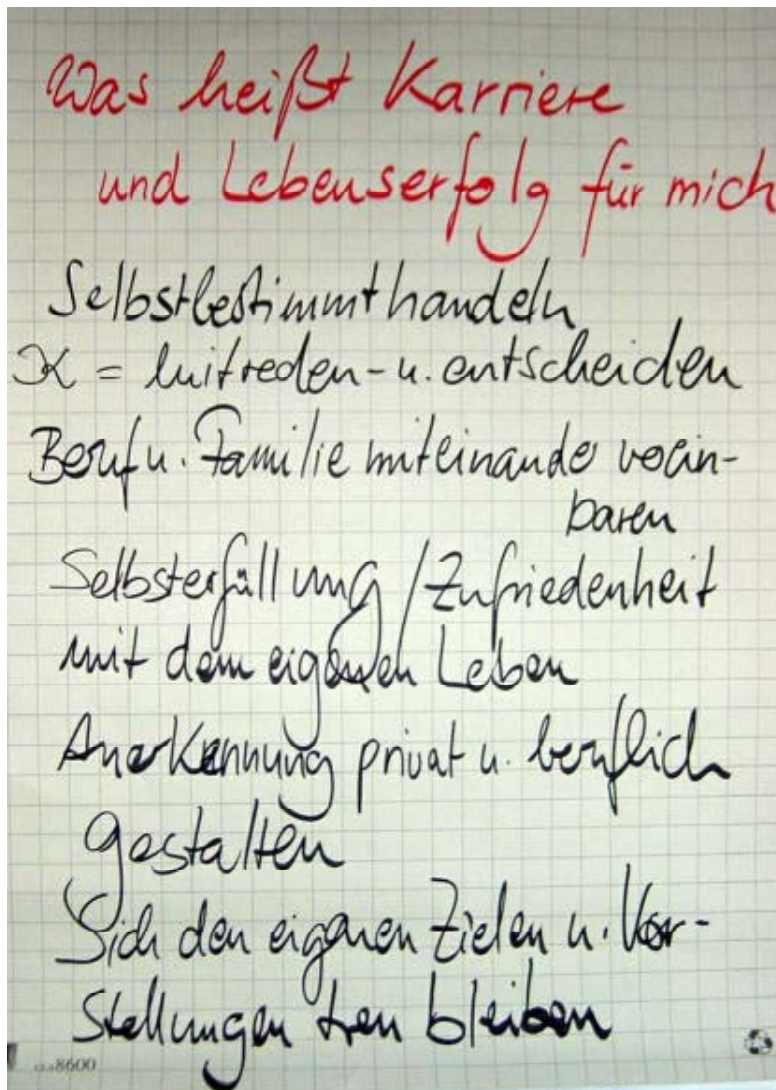 Was heißt Karriere
und Lebenserfolg für mich
Selbstbestimmt handeln
K = mitreden- u. entscheiden
Beruf u. Familie miteinander verein-
baren
Selbsterfüllung / Zufriedenheit
mit dem eigenen Leben
Anerkennung privat u. beruflich
gestalten
Sich den eigenen Zielen u. Vor-
stellungen treu bleiben
8600